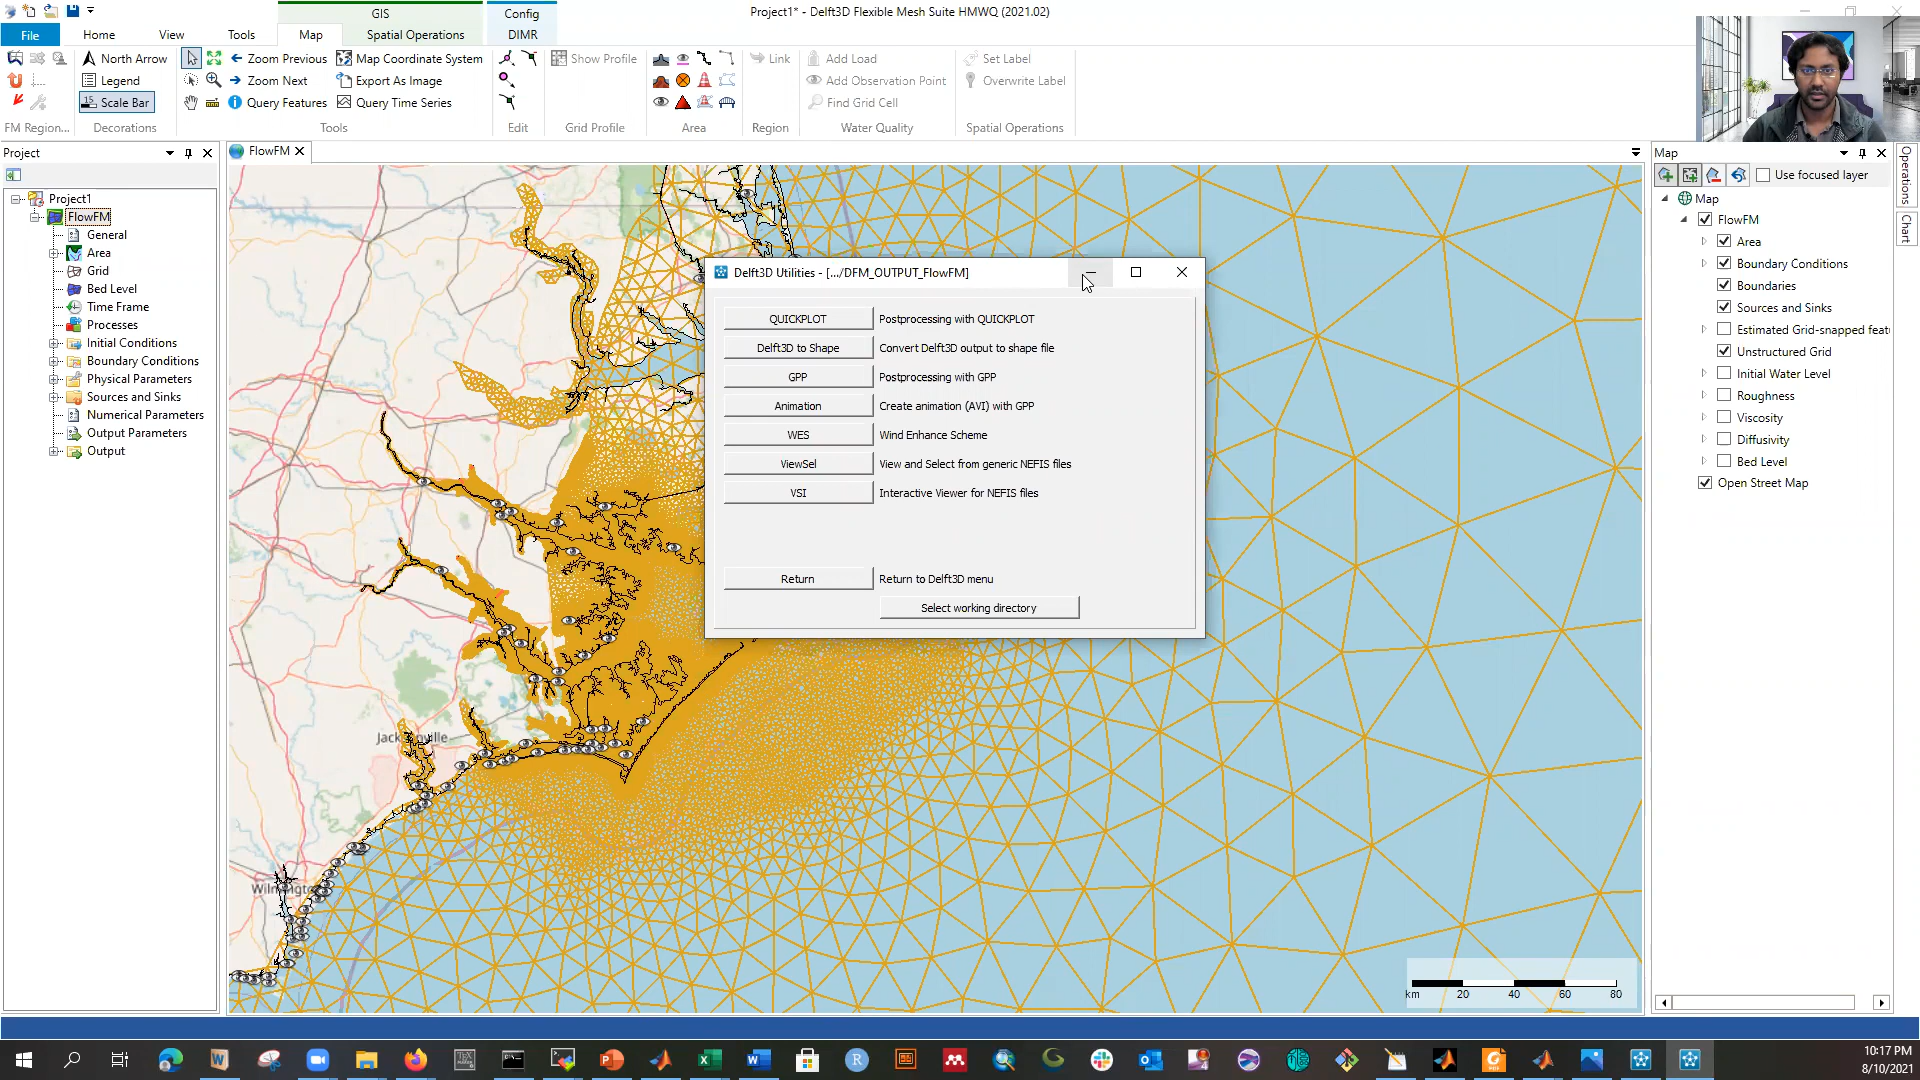 GIS
Config
Project1* - Delft3D Flexible Mesh Suite HMWQ (2021.02)
File
Home
View
Tools
Map
Spatial Operations
DIMR
North Arrow
Zoom Previous
Map Coordinate System
Show Profile
Link
Add Load
Set Label
Legend
Zoom Next
Export As Image
Add Observation Point
Overwrite Label
Scale Bar
Query Features
Query Time Series
Find Grid Cell
FM Region...
Decorations
Tools
Edit
Grid Profile
Area
Region
Water Quality
Spatial Operations
Project
FlowFM
Map
Operations
Chart
Use focused layer
Project1
FlowFM
General
Area
Grid
Bed Level
Time Frame
Processes
Initial Conditions
Boundary Conditions
Physical Parameters
Sources and Sinks
Numerical Parameters
Output Parameters
Output
Delft3D Utilities - [.../DFM_OUTPUT_FlowFM]
QUICKPLOT
Postprocessing with QUICKPLOT
Delft3D to Shape
Convert Delft3D output to shape file
GPP
Postprocessing with GPP
Animation
Create animation (AVI) with GPP
WES
Wind Enhance Scheme
ViewSel
View and Select from generic NEFIS files
VSI
Interactive Viewer for NEFIS files
Return
Return to Delft3D menu
Select working directory
Map
FlowFM
Area
Boundary Conditions
Boundaries
Sources and Sinks
Estimated Grid-snapped feat
Unstructured Grid
Initial Water Level
Roughness
Viscosity
Diffusivity
Bed Level
Open Street Map
km
20
40
60
80
10:17 PM
8/10/2021